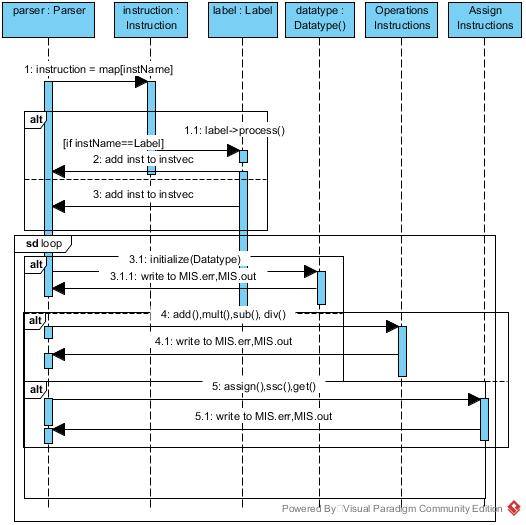 parser : Parser
instruction :
Instruction
label : Label
datatype :
Datatype()
Operations
Instructions
Assign
Instructions
1: instruction = map[instName]
alt
1.1: label->process()
[if instName==Label]
2: add inst to instvec
3: add inst to instvec
sd loop
3.1: initialize(Datatype)
alt
3.1.1: write to MIS.err,MIS.out
4: add(),mult(),sub(), div()
alt
4.1: write to MIS.err,MIS.out
5: assign(),ssc(),get()
alt
5.1: write to MIS.err,MIS.out
Powered By Visual Paradigm Community Edition